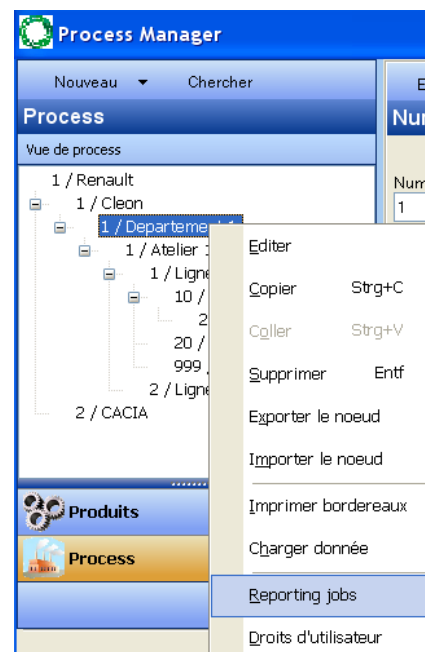 Process Manager
Nouveau Chercher
Process
Vue de process
1 / Renault
1 / Cleon
1 / Departement 1
1 / Atelier
1 / Ligne
10 /
2
20 /
999
2 / Ligne
2 / CACIA
Produits
Process
E
Nur
Num
1
Editer
Copier Strg+C
Coller Strg+V
Supprimer Entf
Exporter le noeud
Importer le noeud
Imprimer bordereaux
Charger donnée
Reporting jobs
Droits d'utilisateur